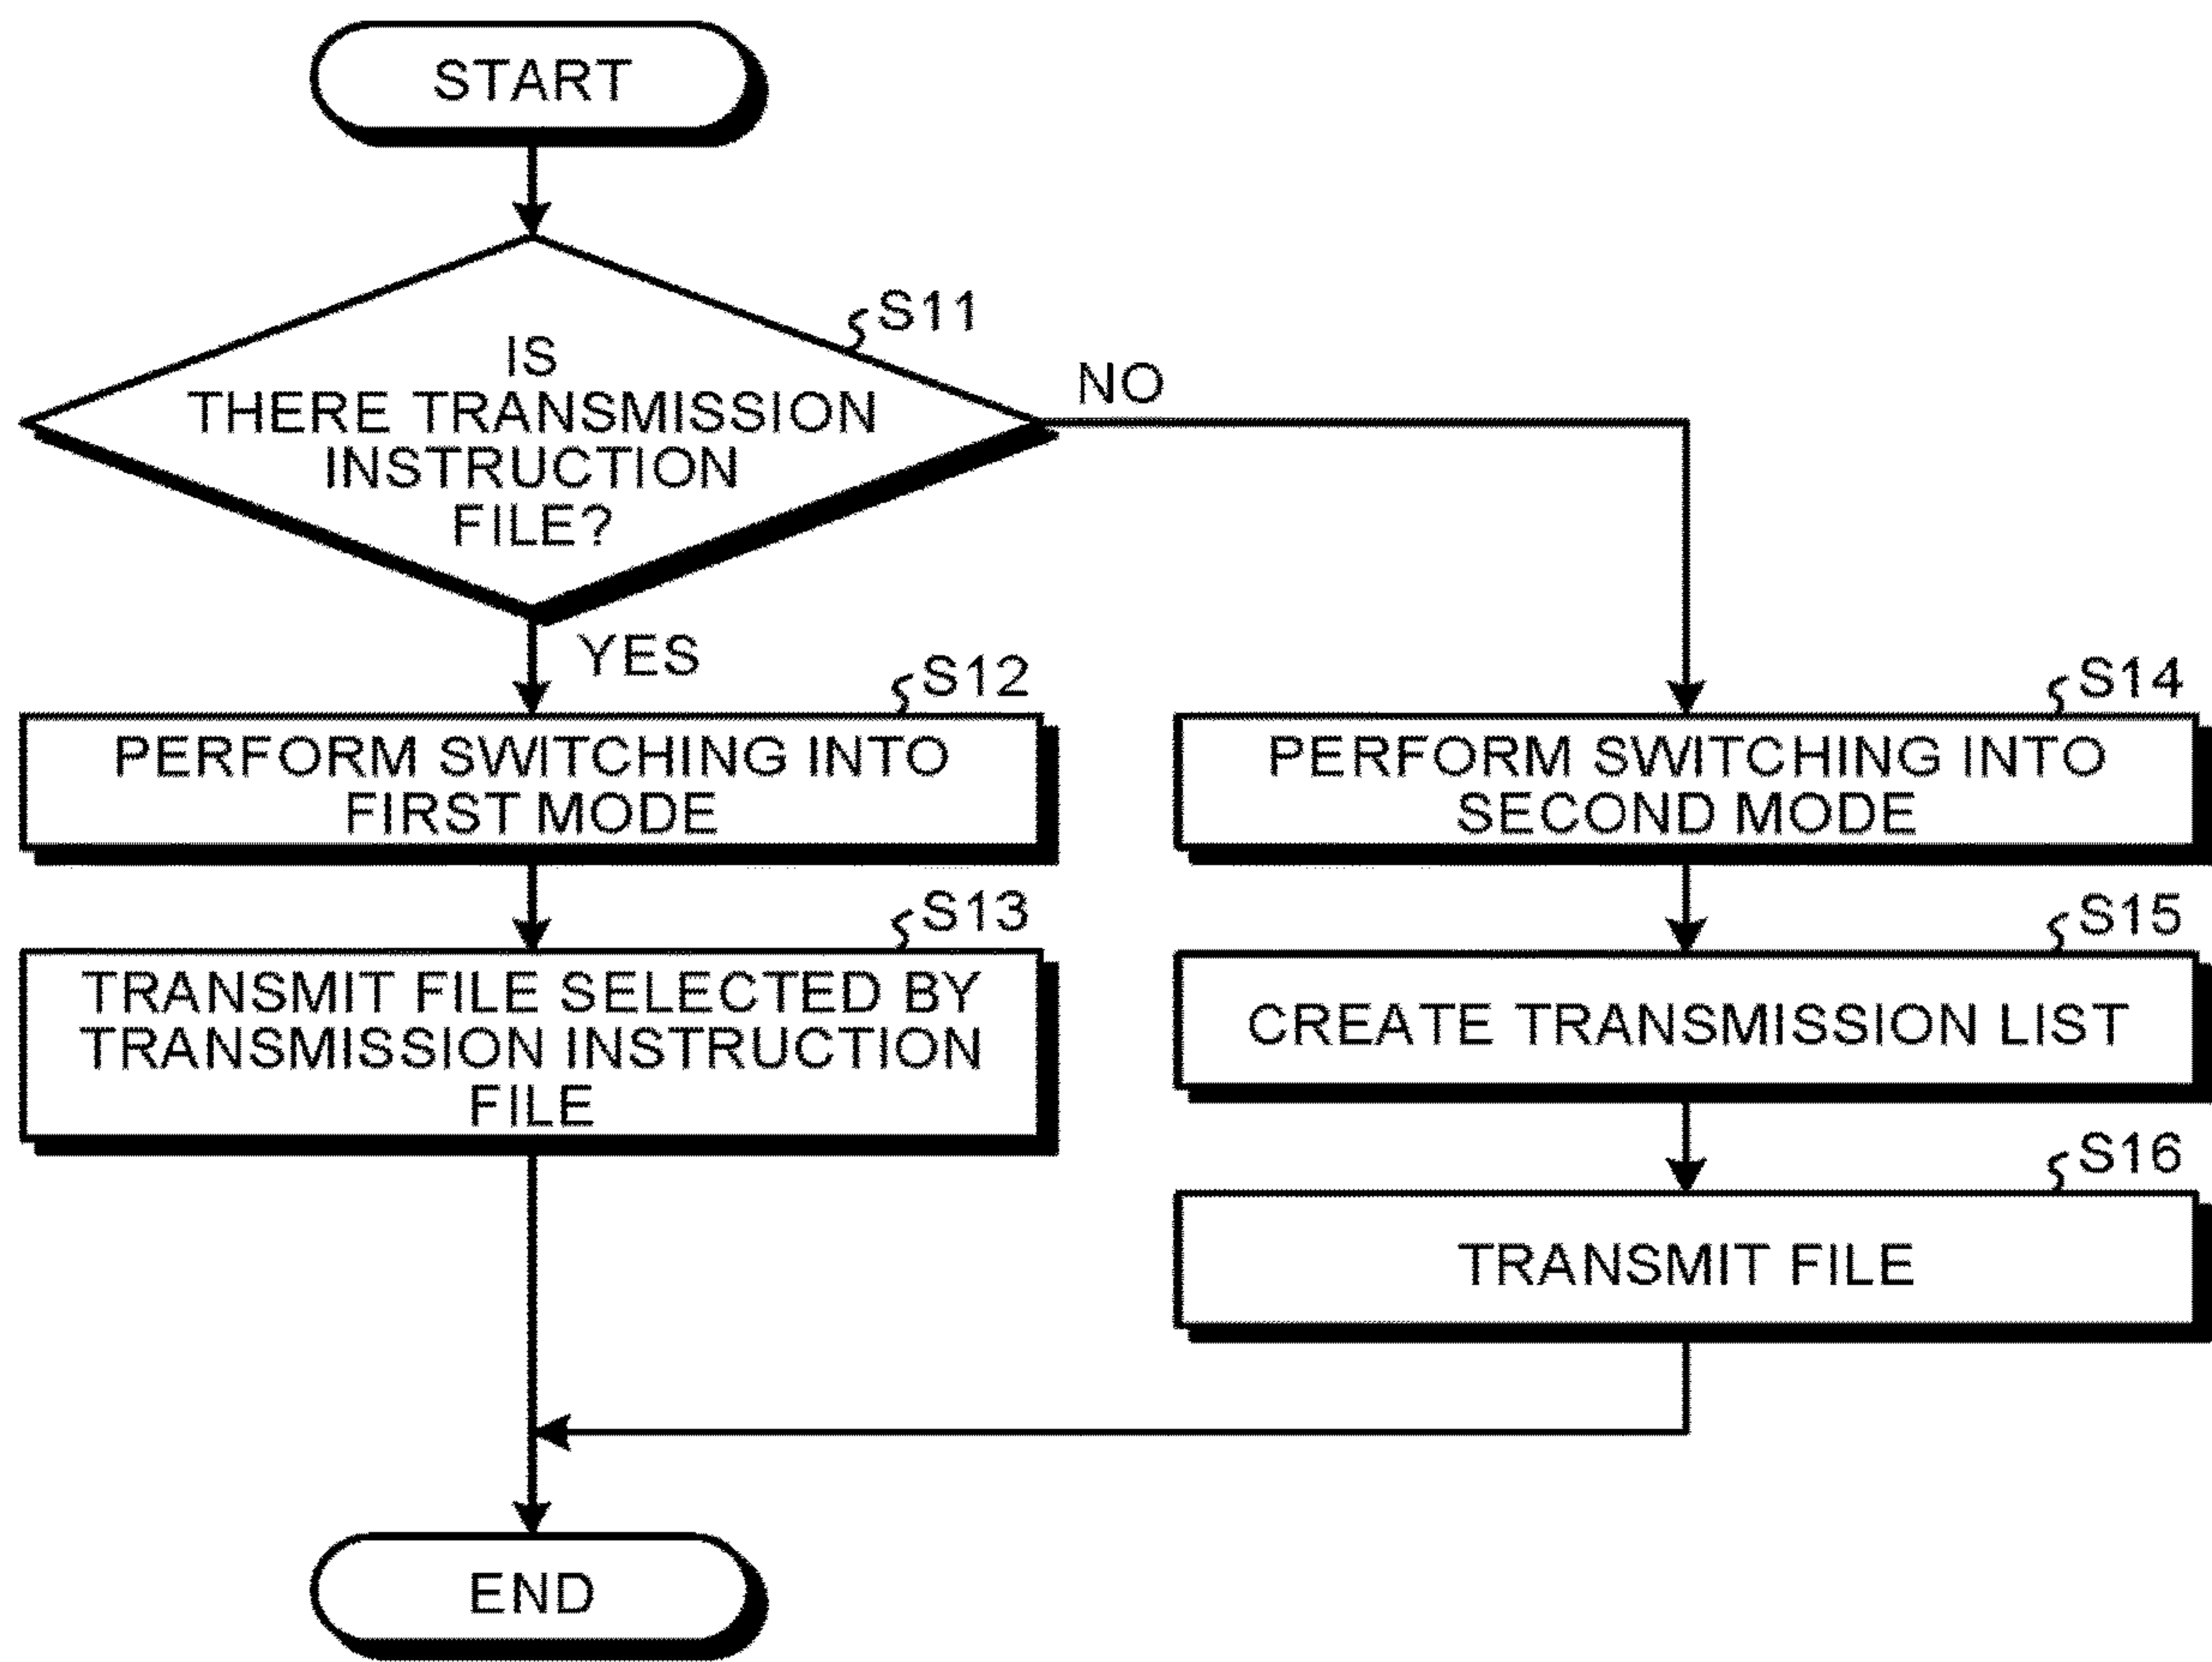 START
S11
IS
THERE TRANSMISSION
INSTRUCTION
FILE?
NO
YES
S12
PERFORM SWITCHING INTO
FIRST MODE
S13
TRANSMIT FILE SELECTED BY
TRANSMISSION INSTRUCTION
FILE
S14
PERFORM SWITCHING INTO
SECOND MODE
S15
CREATE TRANSMISSION LIST
S16
TRANSMIT FILE
END